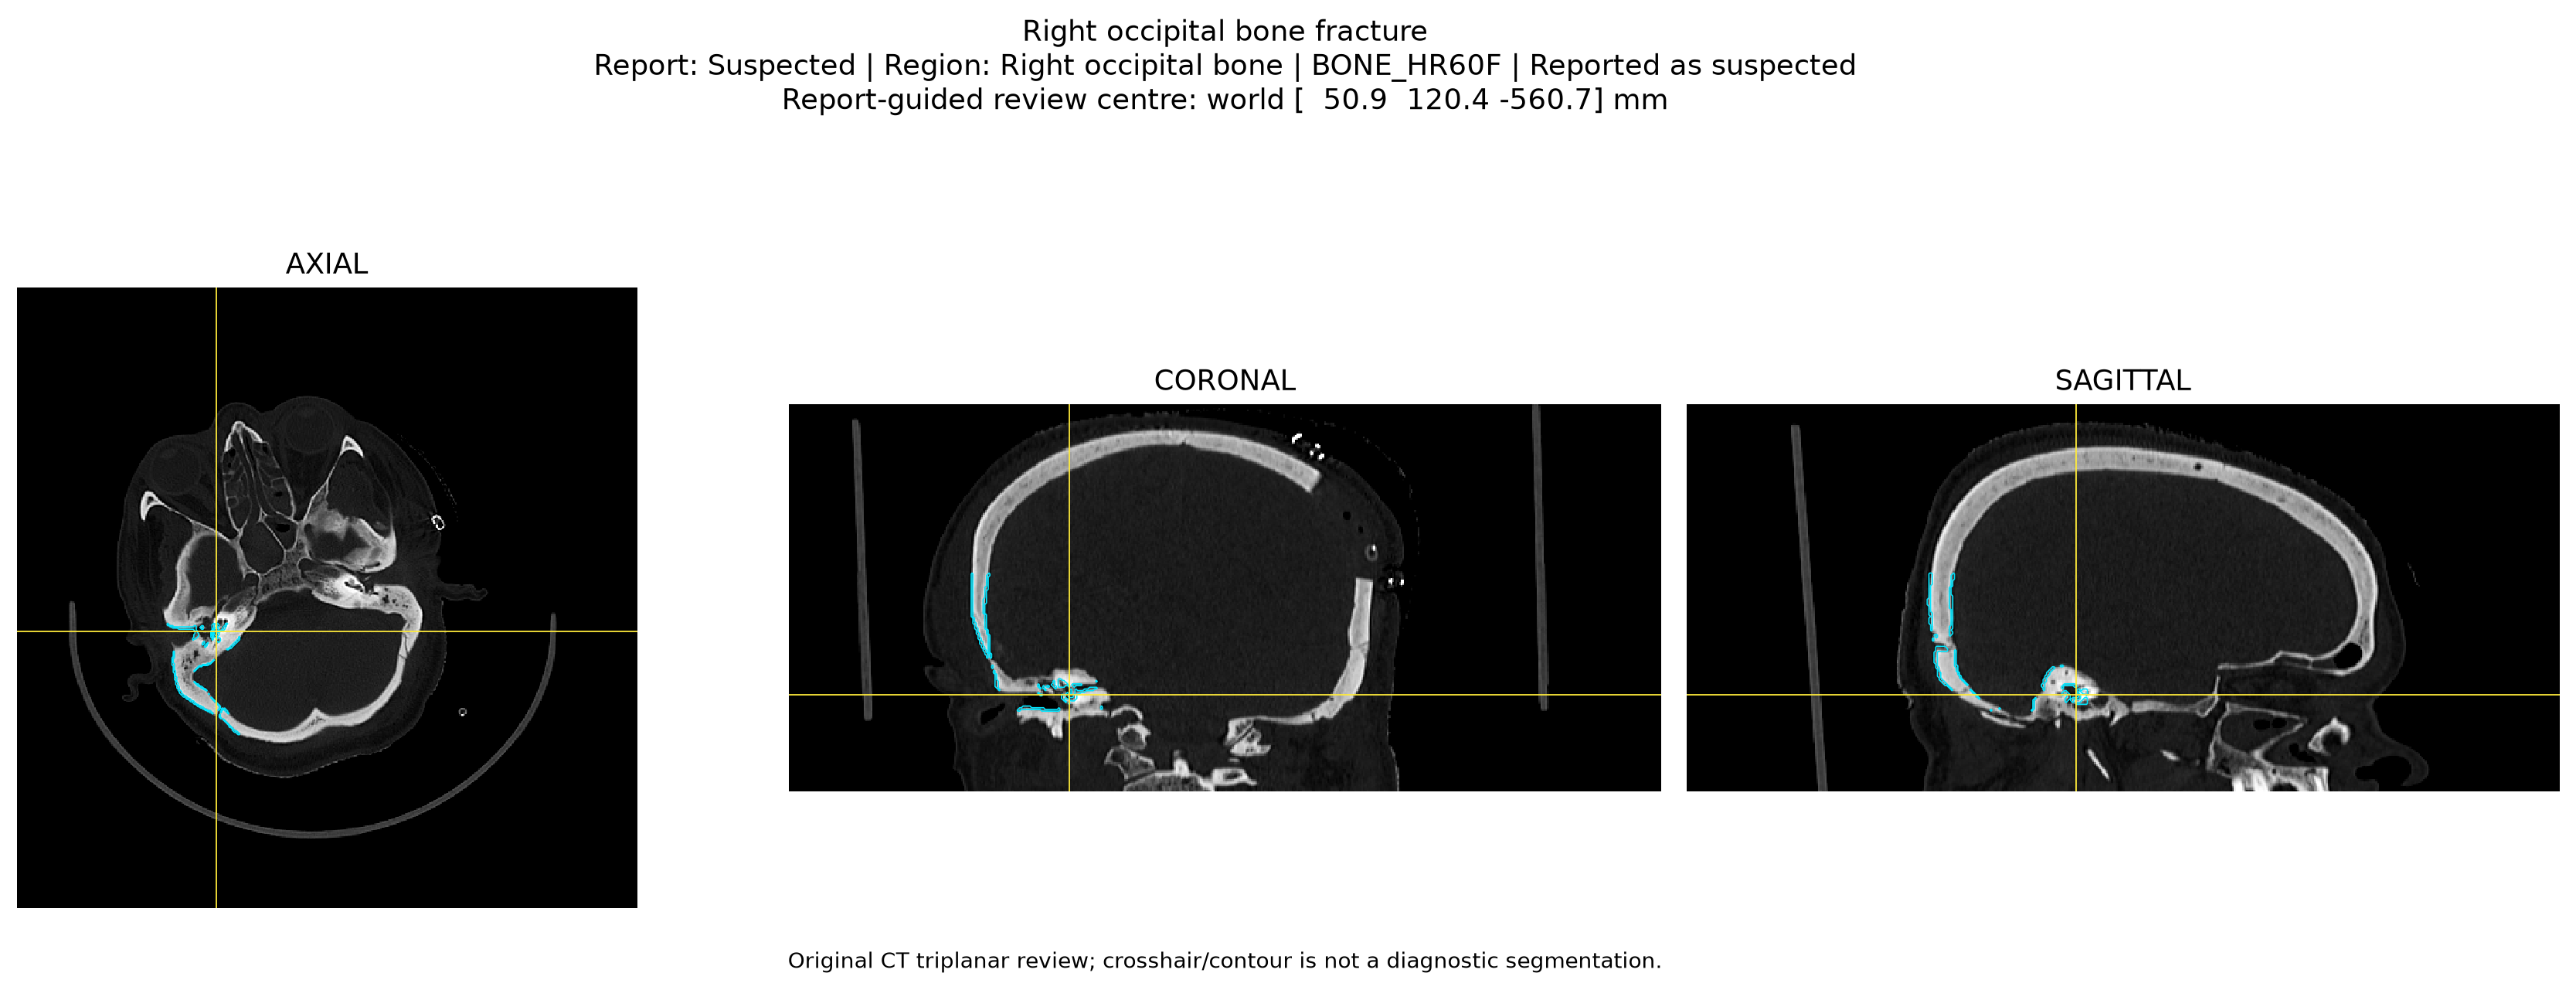 Right occipital bone fracture
Report: Suspected | Region: Right occipital bone | BONE_HR60F | Reported as suspected
Report-guided review centre: world [  50.9  120.4 -560.7] mm
AXIAL
CORONAL
SAGITTAL
Original CT triplanar review; crosshair/contour is not a diagnostic segmentation.